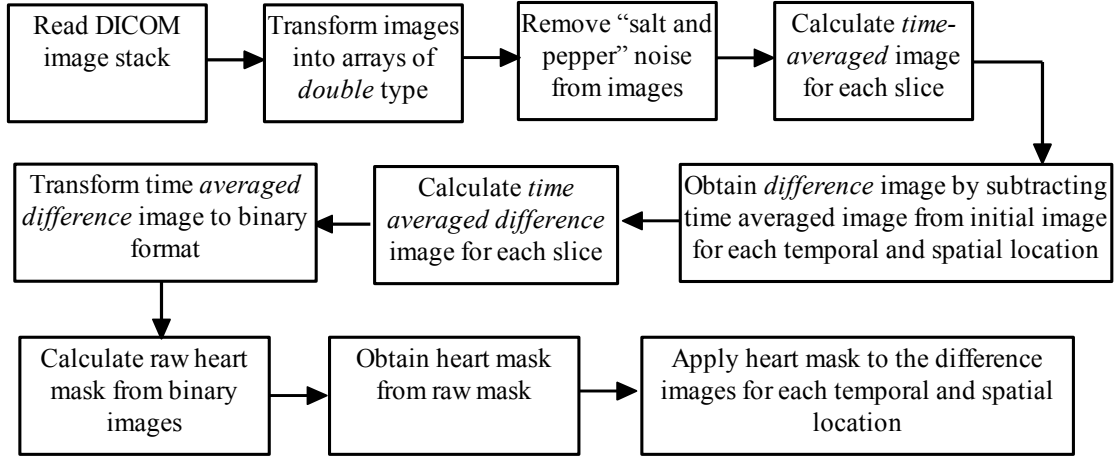 Read DICOM
image stack
Transform images
into arrays of
double type
Remove “salt and
pepper” noise
from images
Calculate time-
averaged image
for each slice
Obtain difference image by subtracting
time averaged image from initial image
for each temporal and spatial location
Calculate time
averaged difference
image for each slice
Transform time averaged
difference image to binary
format
Calculate raw heart
mask from binary
images
Obtain heart mask
from raw mask
Apply heart mask to the difference
images for each temporal and spatial
location